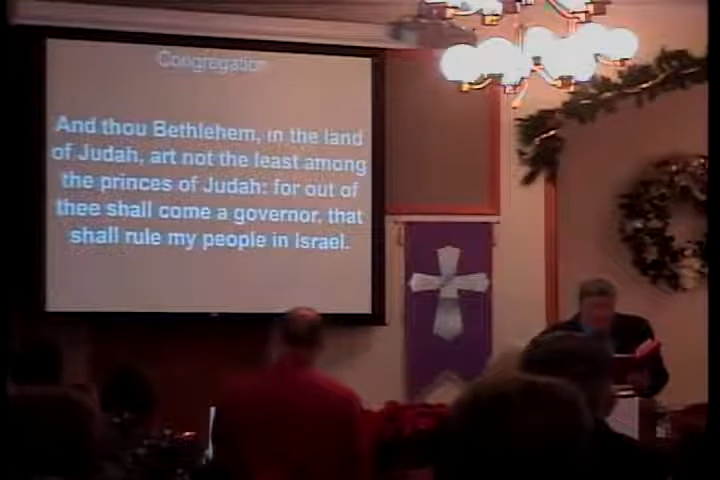 Congregation
And thou Bethlehem, in the land
of Judah, art not the least among
the princes of Judah: for out of
thee shall come a governor, that
shall rule my people in Israel.